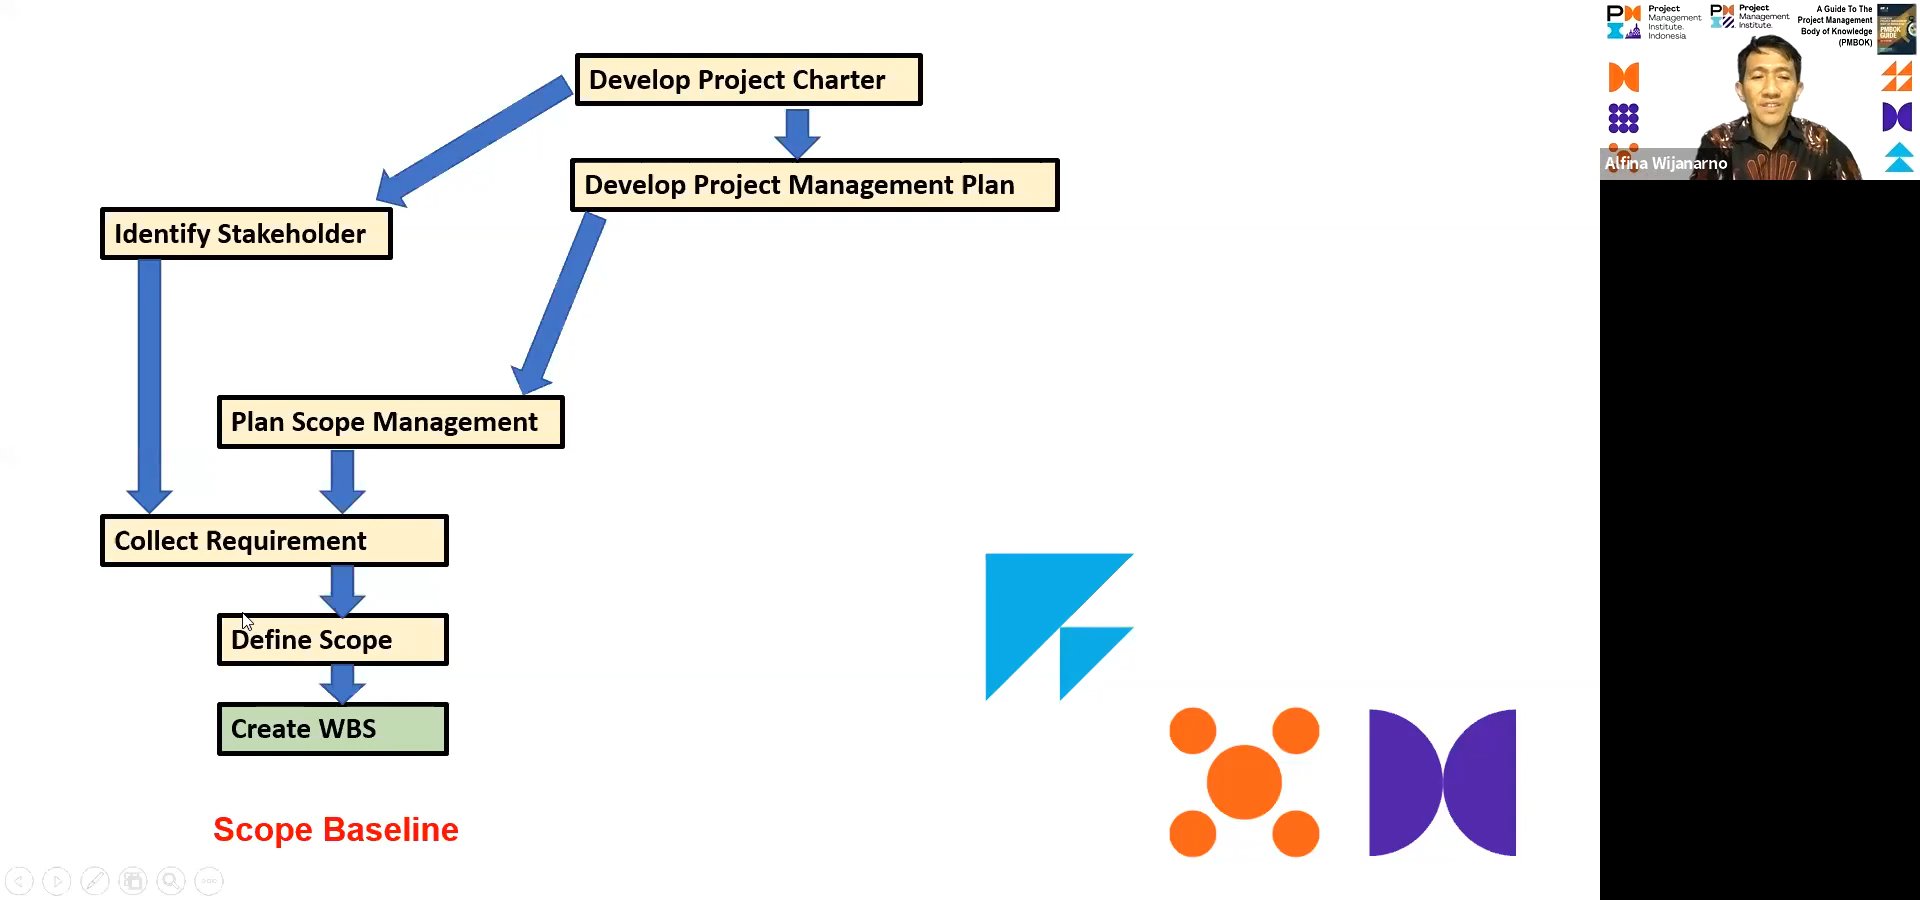 Develop Project Charter
Develop Project Management Plan
Identify Stakeholder
Plan Scope Management
Collect Requirement
Define Scope
Create WBS
Scope Baseline
Project
Management
Institute.
Indonesia
Project
Management
Institute.
A Guide To The
Project Management
Body of Knowledge
(PMBOK)
PMBOK
GUIDE
Alfina Wijanarno